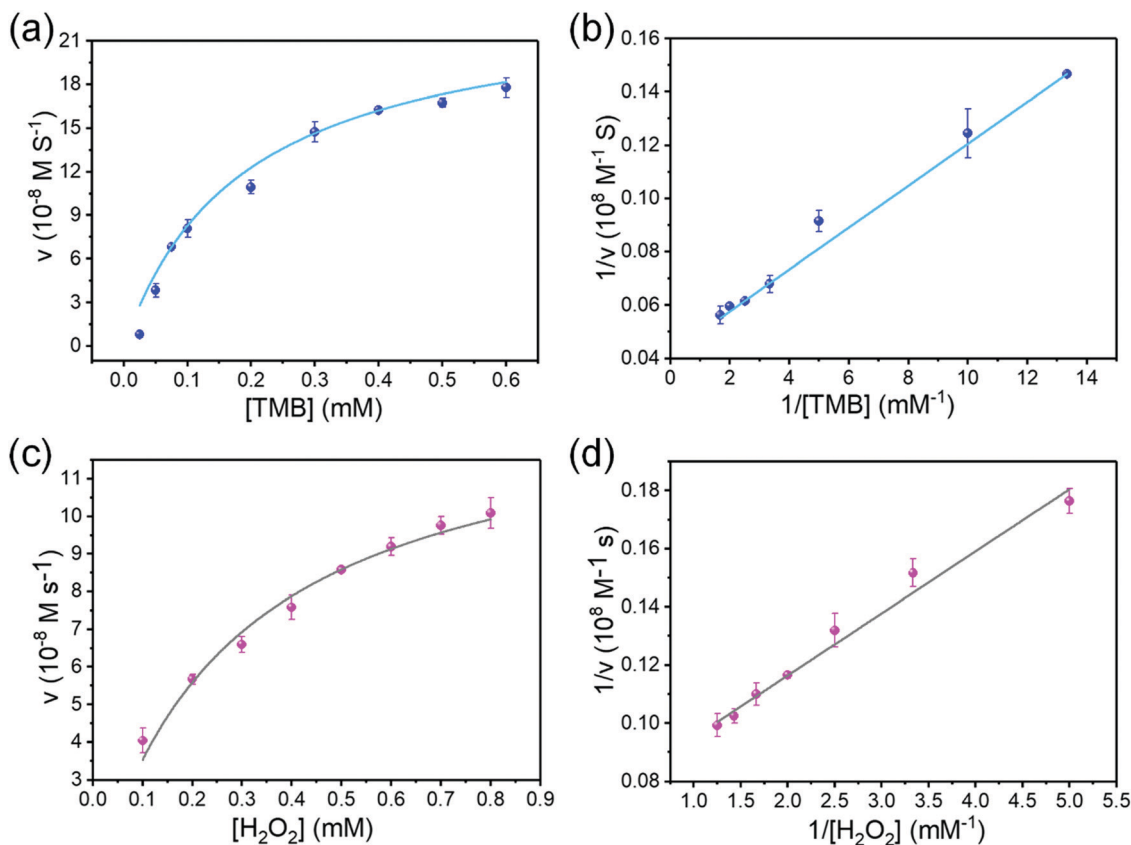 (a)
21
18
15
12
9
6
3
0
v (10⁻⁸ M S⁻¹)
0.0 0.1 0.2 0.3 0.4 0.5 0.6
[TMB] (mM)
(b)
0.16
0.14
0.12
0.10
0.08
0.06
0.04
1/v (10⁸ M⁻¹ S)
0 2 4 6 8 10 12 14
1/[TMB] (mM⁻¹)
(c)
11
10
9
8
7
6
5
4
3
v (10⁻⁸ M s⁻¹)
0.0 0.1 0.2 0.3 0.4 0.5 0.6 0.7 0.8 0.9
[H₂O₂] (mM)
(d)
0.18
0.16
0.14
0.12
0.10
0.08
1/v (10⁸ M⁻¹ s)
1.0 1.5 2.0 2.5 3.0 3.5 4.0 4.5 5.0 5.5
1/[H₂O₂] (mM⁻¹)